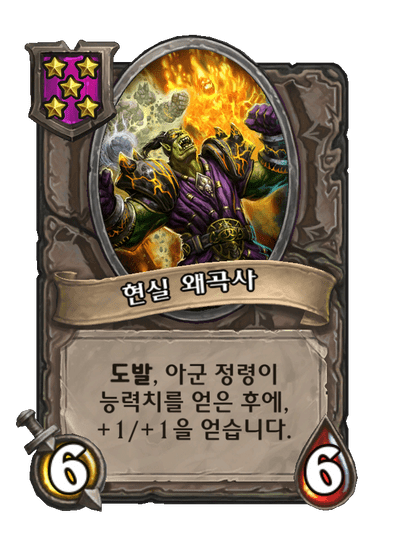 현실 왜곡사
도발, 아군 정령이
능력치를 얻은 후에,
+1/+1을 얻습니다.
6 6